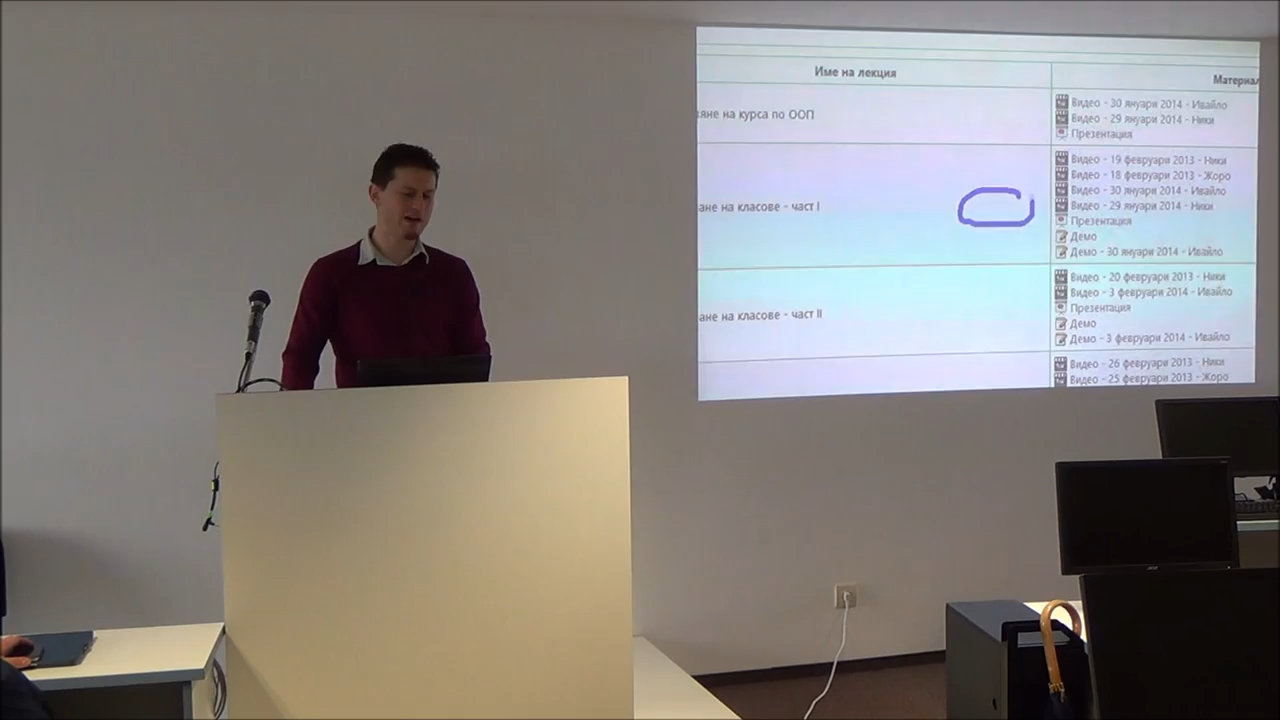 Име на лекция
Материал
яне на курса по ООП
Видео - 30 януари 2014 - Ивайло
Видео - 29 януари 2014 - Ники
Презентация
ане на класове - част I
Видео - 19 февруари 2013 - Ники
Видео - 18 февруари 2013 - Жоро
Видео - 30 януари 2014 - Ивайло
Видео - 29 януари 2014 - Ники
Презентация
Демо
Демо - 30 януари 2014 - Ивайло
ане на класове - част II
Видео - 20 февруари 2013 - Ники
Видео - 3 февруари 2014 - Ивайло
Презентация
Демо
Демо - 3 февруари 2014 - Ивайло
Видео - 26 февруари 2013 - Ники
Видео - 25 февруари 2013 - Жоро